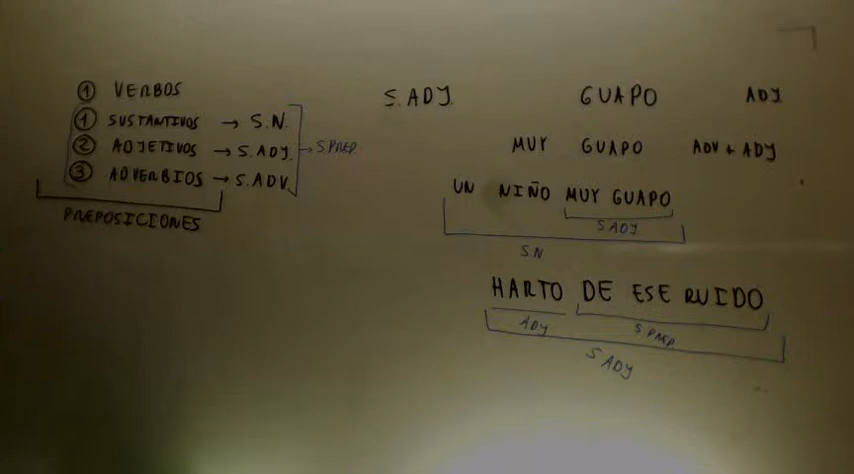 ① VERBOS
① SUSTANTIVOS → S.N.
② ADJETIVOS → S.ADJ. → S.PREP.
③ ADVERBIOS → S.ADV.
PREPOSICIONES
S.ADJ. GUAPO ADJ.
MUY GUAPO ADV + ADJ
UN NIÑO MUY GUAPO
S ADJ.
S.N
HARTO DE ESE RUIDO
ADJ S PREP.
S ADJ